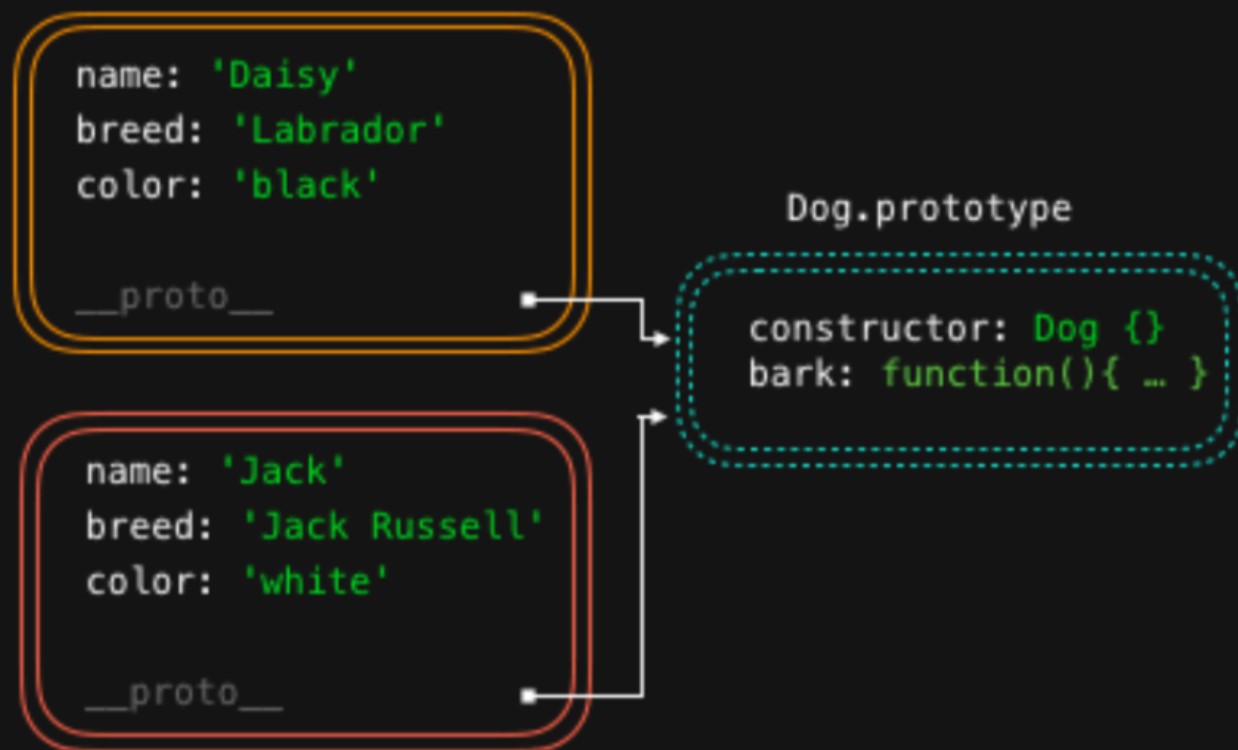 name: 'Daisy'
breed: 'Labrador'
color: 'black'
__proto__
name: 'Jack'
breed: 'Jack Russell'
color: 'white'
__proto__
Dog.prototype
constructor: Dog {}
bark: function(){ … }